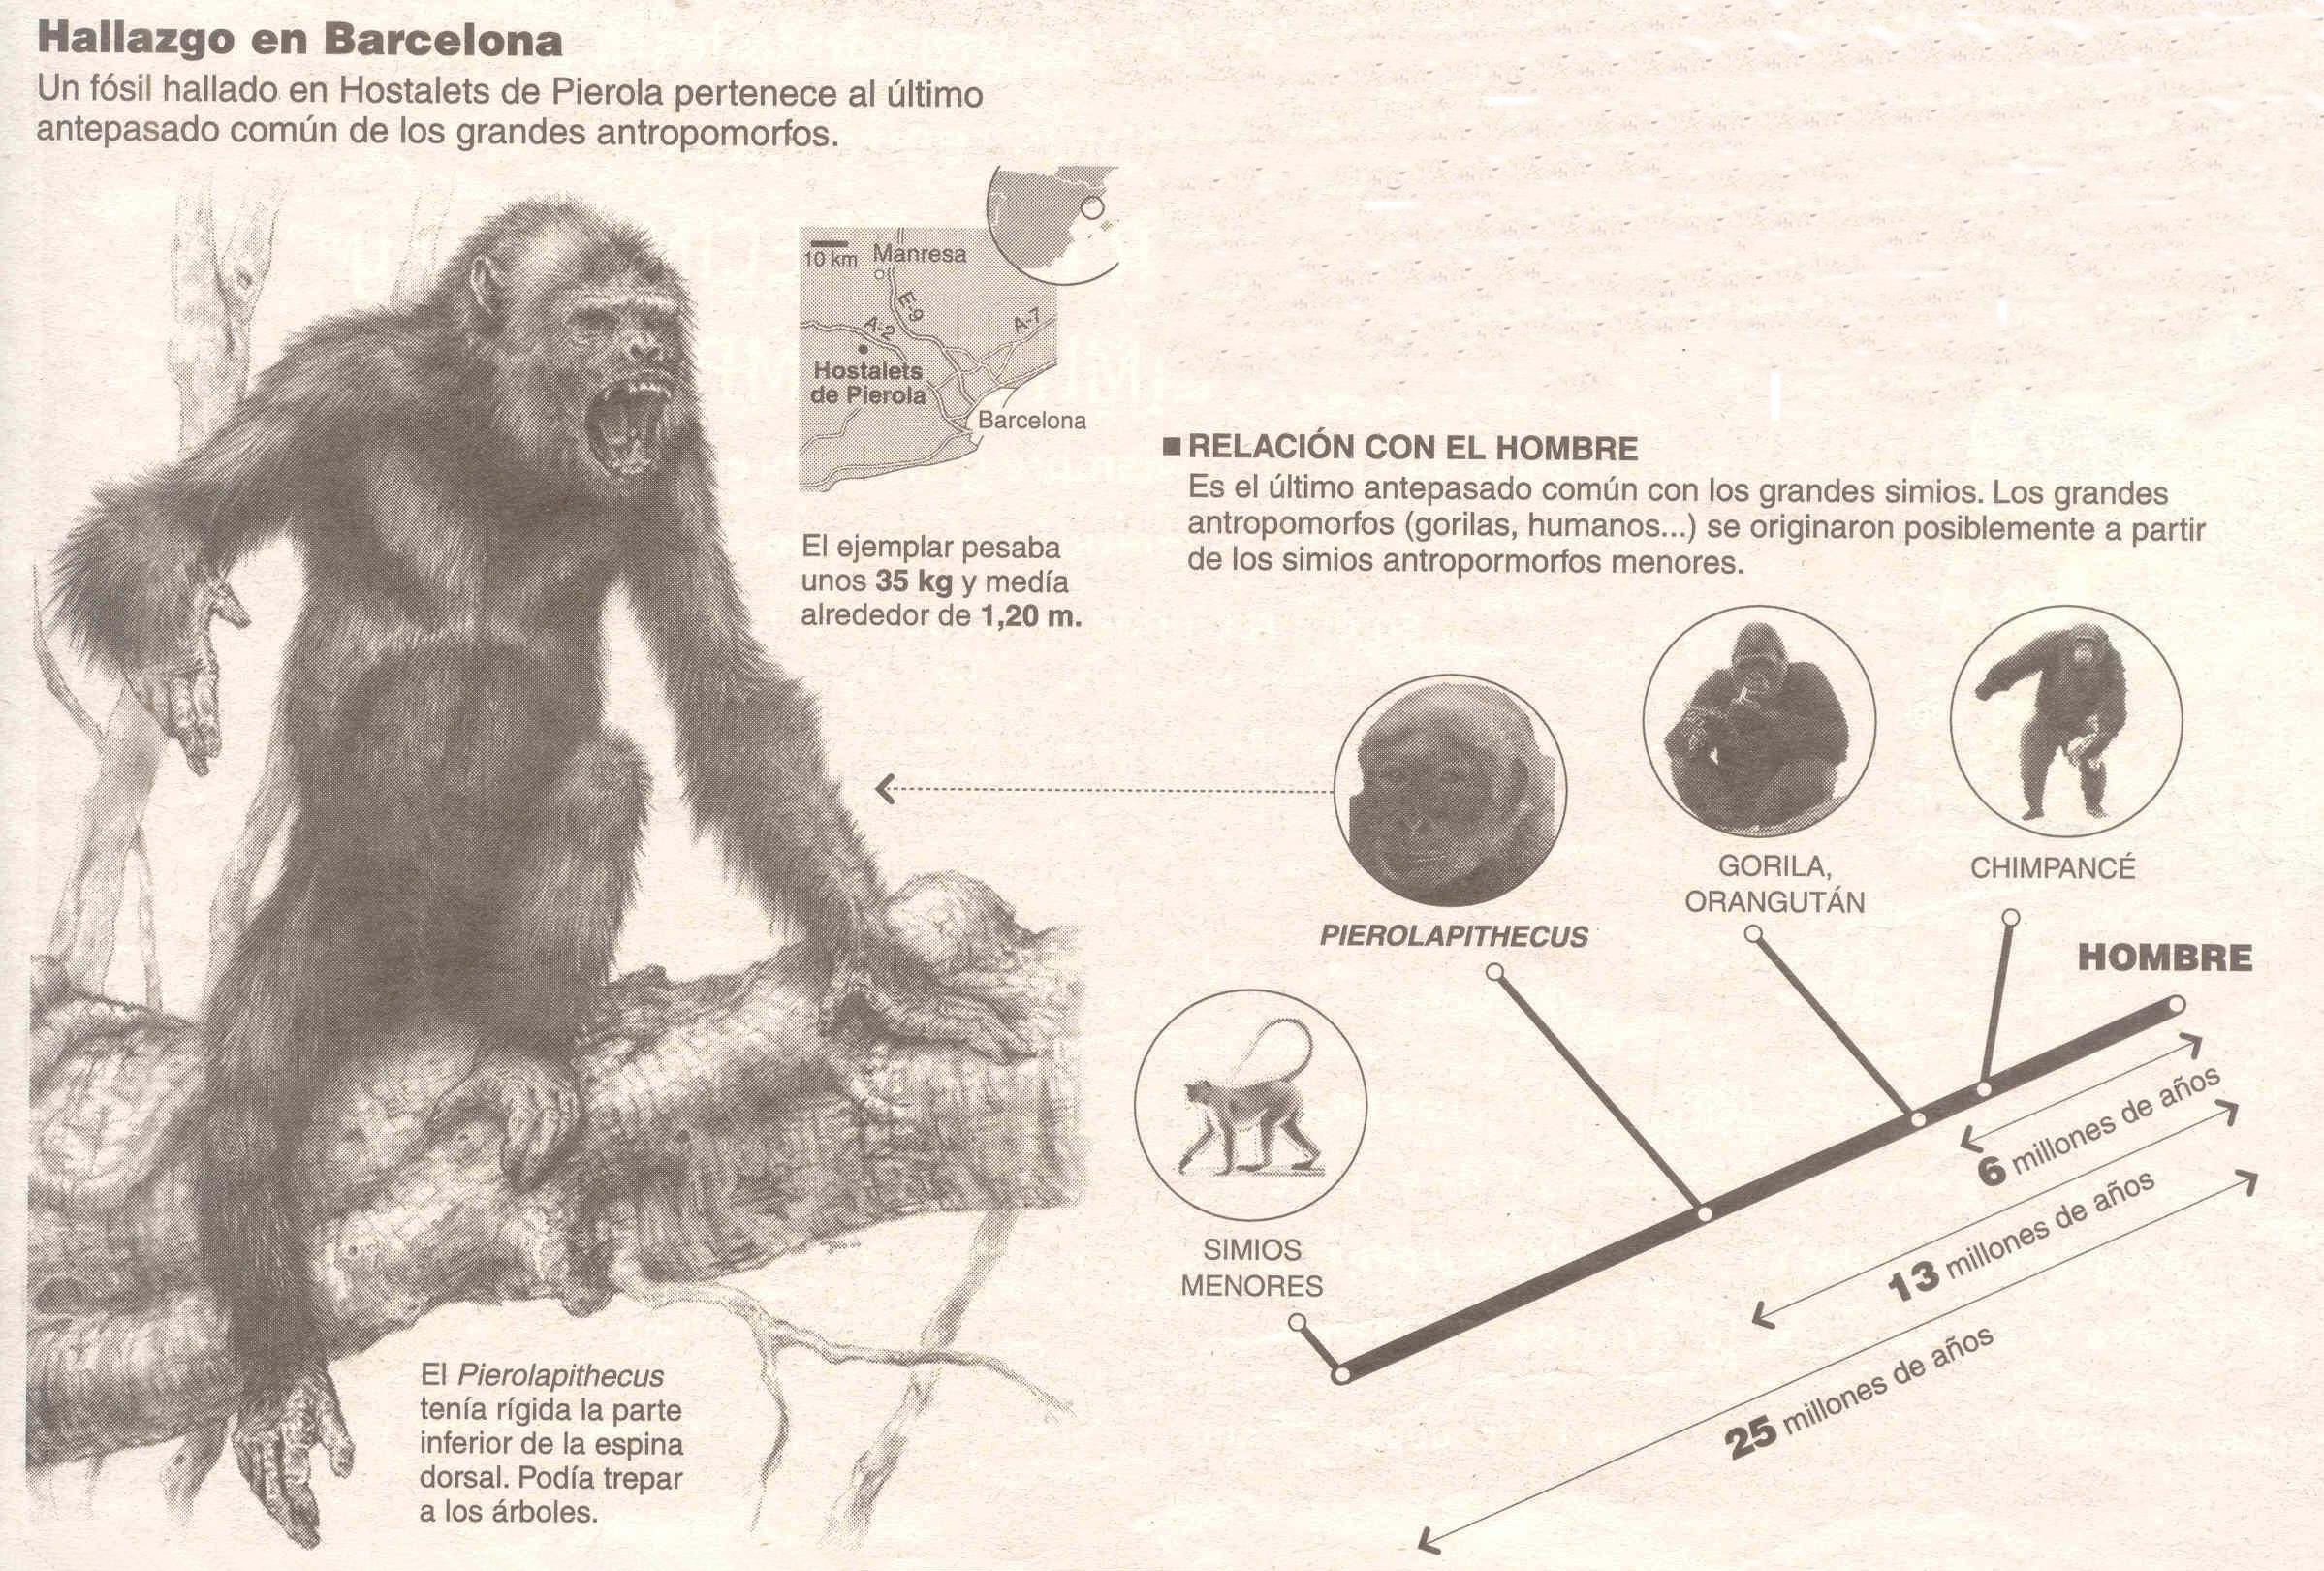 Hallazgo en Barcelona
Un fósil hallado en Hostalets de Pierola pertenece al último
antepasado común de los grandes antropomorfos.
10 km
Manresa
E-9
A-2
A-7
Hostalets
de Pierola
Barcelona
El ejemplar pesaba
unos 35 kg y medía
alrededor de 1,20 m.
■ RELACIÓN CON EL HOMBRE
Es el último antepasado común con los grandes simios. Los grandes
antropomorfos (gorilas, humanos...) se originaron posiblemente a partir
de los simios antropormorfos menores.
GORILA,
ORANGUTÁN
CHIMPANCÉ
PIEROLAPITHECUS
HOMBRE
SIMIOS
MENORES
6 millones de años
13 millones de años
25 millones de años
El Pierolapithecus
tenía rígida la parte
inferior de la espina
dorsal. Podía trepar
a los árboles.